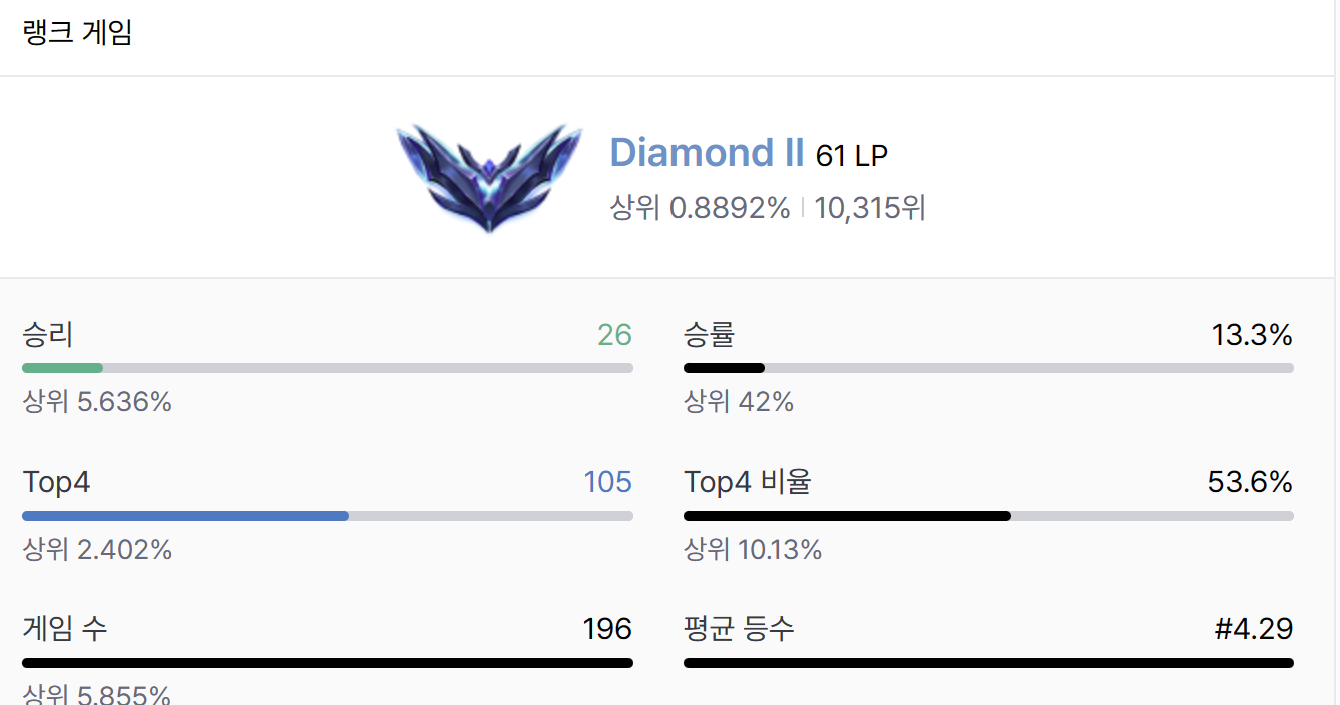 랭크 게임
Diamond II 61 LP
상위 0.8892% | 10,315위
승리 26
상위 5.636%
승률 13.3%
상위 42%
Top4 105
상위 2.402%
Top4 비율 53.6%
상위 10.13%
게임 수 196
상위 5.855%
평균 등수 #4.29